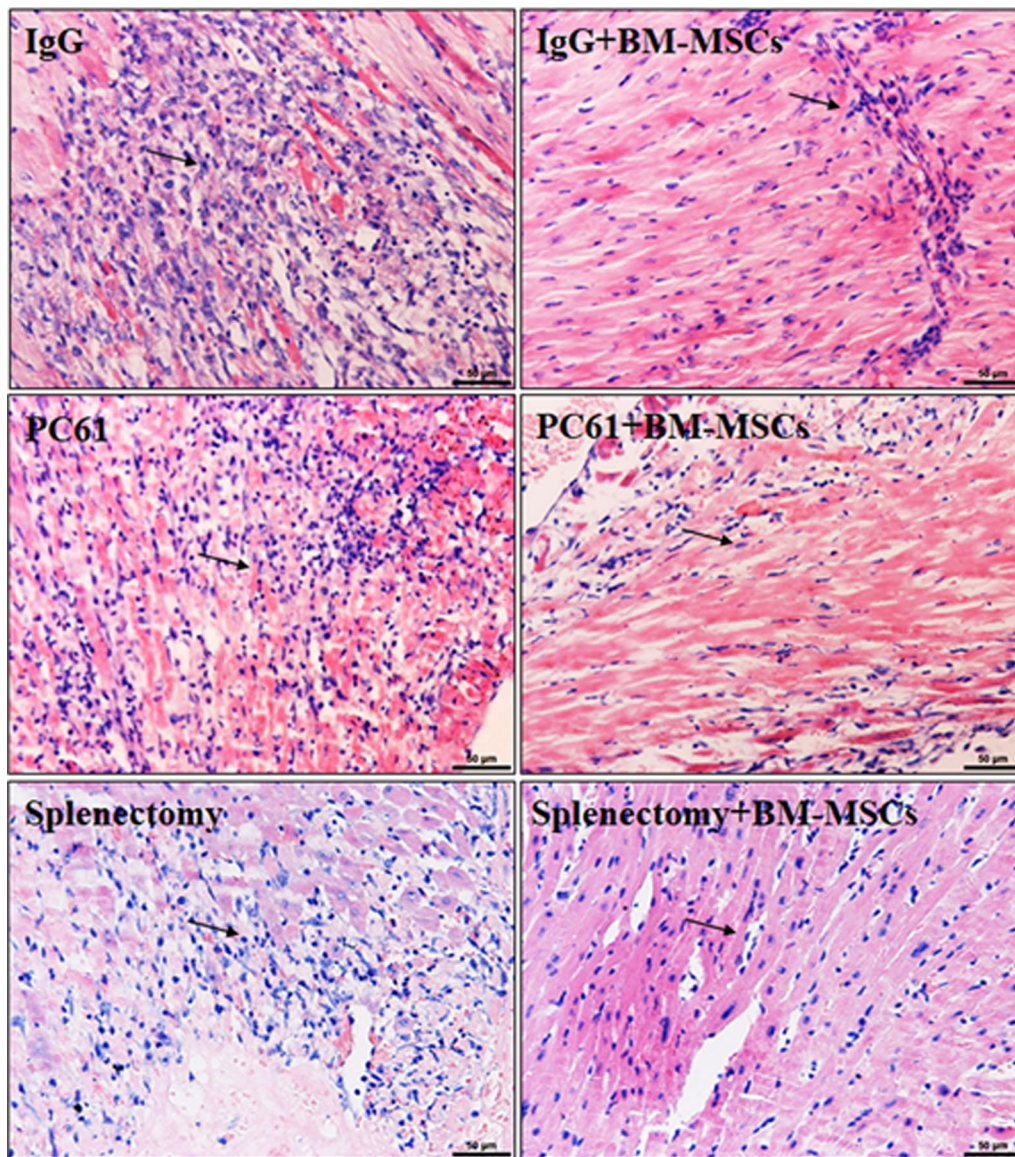 IgG
IgG+BM-MSCs
50 µm
50 µm
PC61
PC61+BM-MSCs
50 µm
50 µm
Splenectomy
Splenectomy+BM-MSCs
50 µm
50 µm